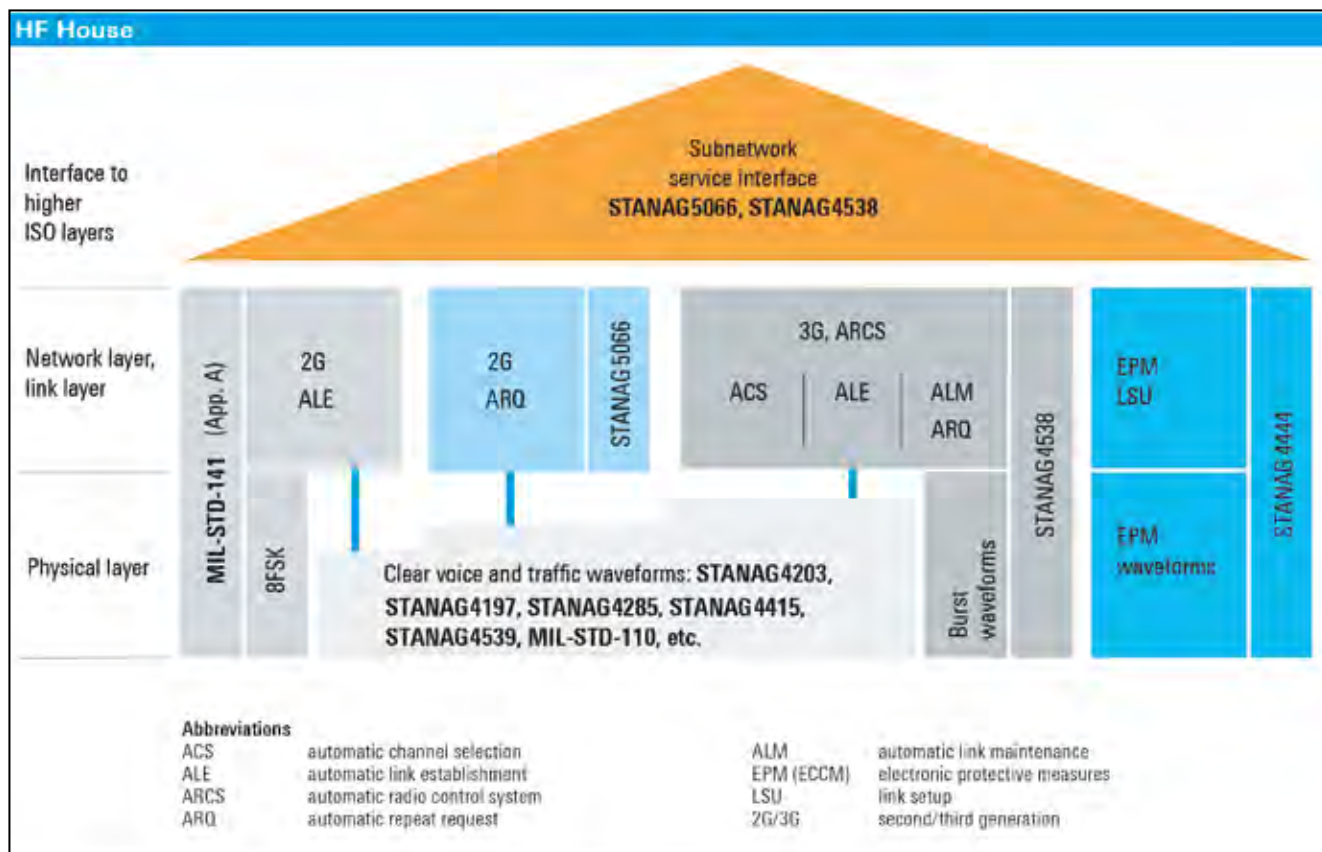 HF House
Interface to
higher
ISO layers
Subnetwork
service interface
STANAG5066, STANAG4538
Network layer,
link layer
MIL-STD-141 (App. A)
2G
ALE
2G
ARQ
STANAG5066
3G, ARCS
ACS
ALE
ALM
ARQ
STANAG4538
EPM
LSU
STANAG4444
Physical layer
8FSK
Clear voice and traffic waveforms: STANAG4203,
STANAG4197, STANAG4285, STANAG4415,
STANAG4539, MIL-STD-110, etc.
Burst
waveforms
EPM
waveforms
Abbreviations
ACS automatic channel selection
ALE automatic link establishment
ARCS automatic radio control system
ARQ automatic repeat request
ALM automatic link maintenance
EPM (ECCM) electronic protective measures
LSU link setup
2G/3G second/third generation